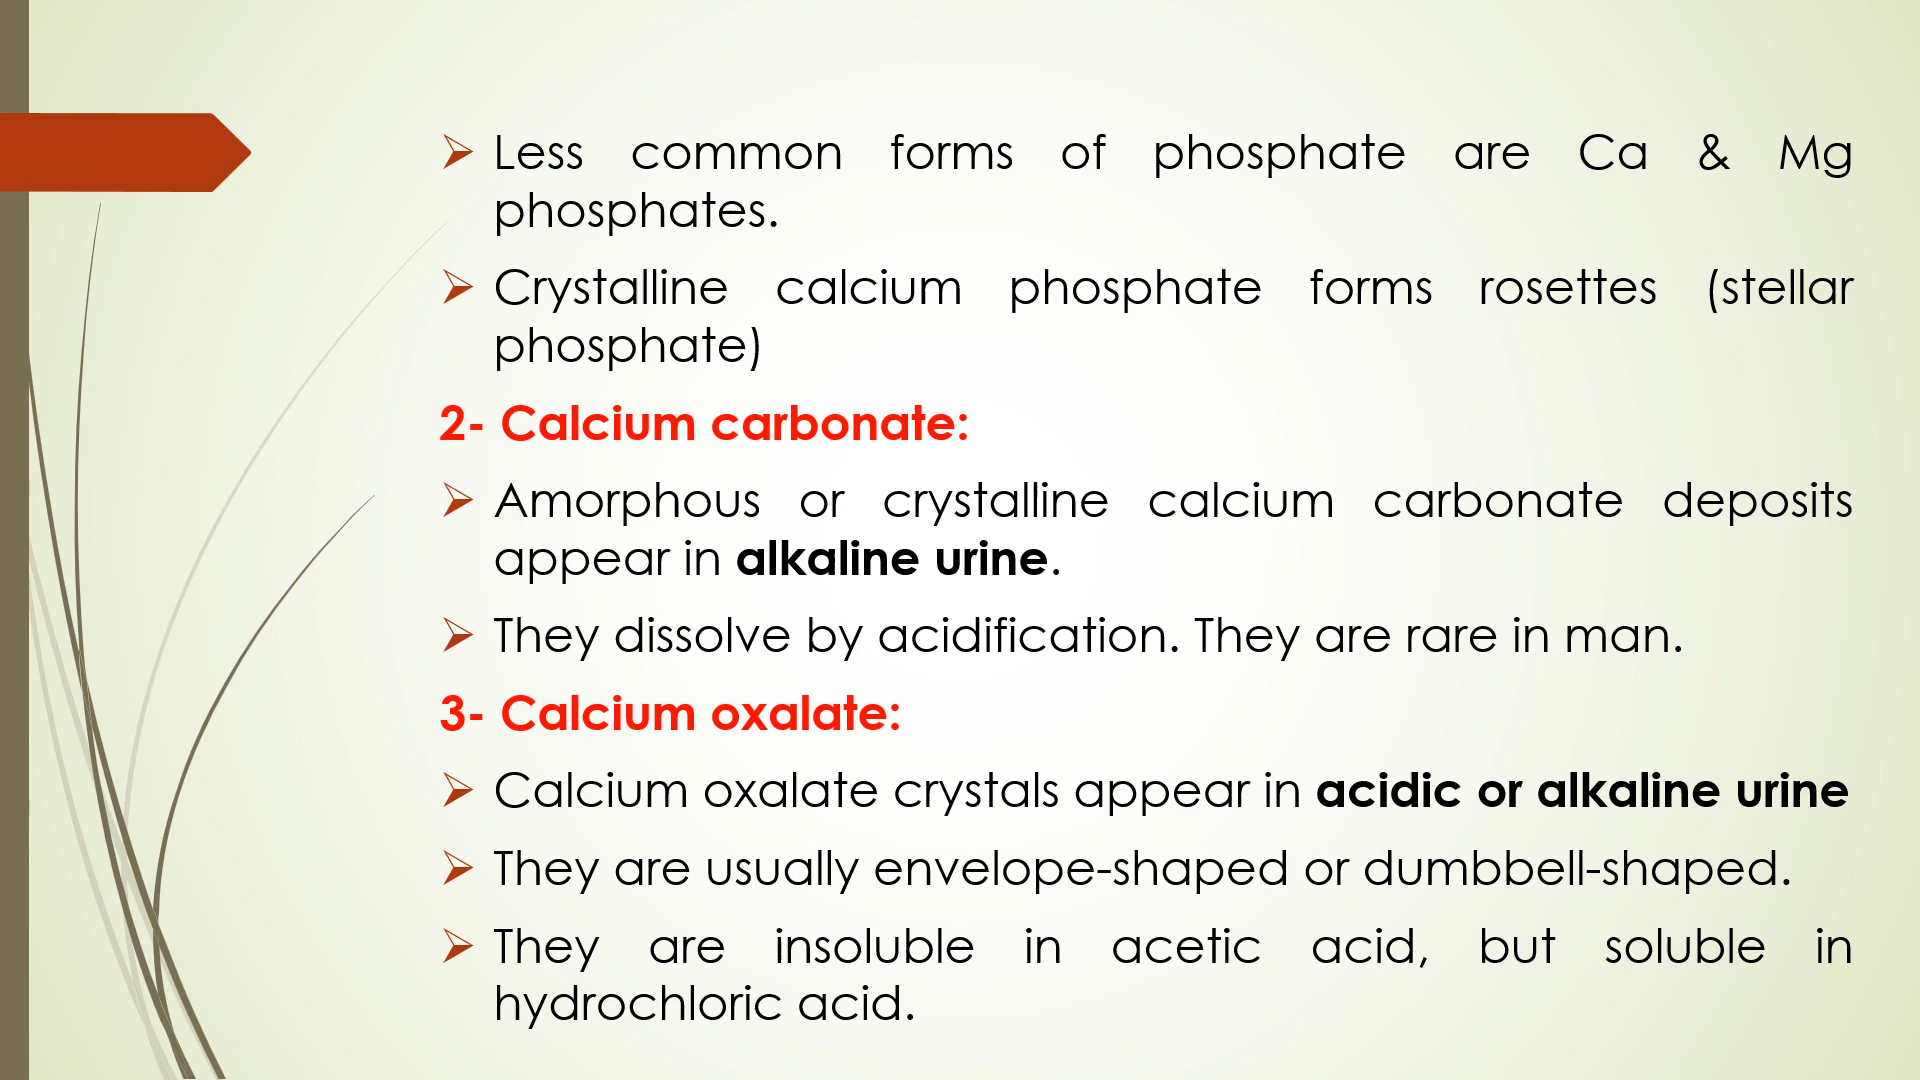 Less common forms of phosphate are Ca & Mg
phosphates.
Crystalline calcium phosphate forms rosettes (stellar
phosphate)
2- Calcium carbonate:
Amorphous or crystalline calcium carbonate deposits
appear in alkaline urine.
They dissolve by acidification. They are rare in man.
3- Calcium oxalate:
Calcium oxalate crystals appear in acidic or alkaline urine
They are usually envelope-shaped or dumbbell-shaped.
They are insoluble in acetic acid, but soluble in
hydrochloric acid.